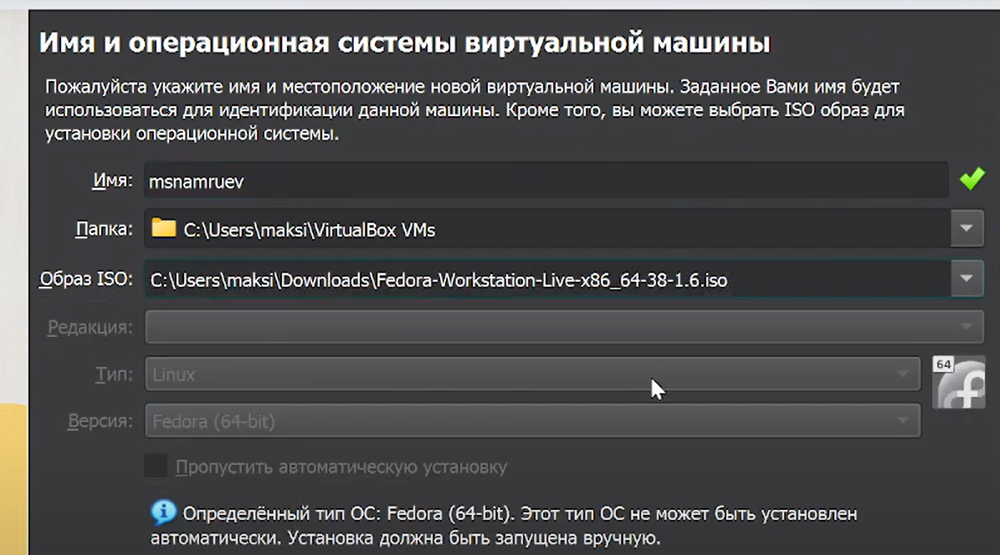 Имя и операционная системы виртуальной машины
Пожалуйста укажите имя и местоположение новой виртуальной машины. Заданное Вами имя будет
использоваться для идентификации данной машины. Кроме того, вы можете выбрать ISO образ для
установки операционной системы.
Имя: msnamruev
Папка: C:\Users\maksi\VirtualBox VMs
Образ ISO: C:\Users\maksi\Downloads\Fedora-Workstation-Live-x86_64-38-1.6.iso
Редакция:
Тип: Linux
64
Версия: Fedora (64-bit)
Пропустить автоматическую установку
Определённый тип ОС: Fedora (64-bit). Этот тип ОС не может быть установлен
автоматически. Установка должна быть запущена вручную.